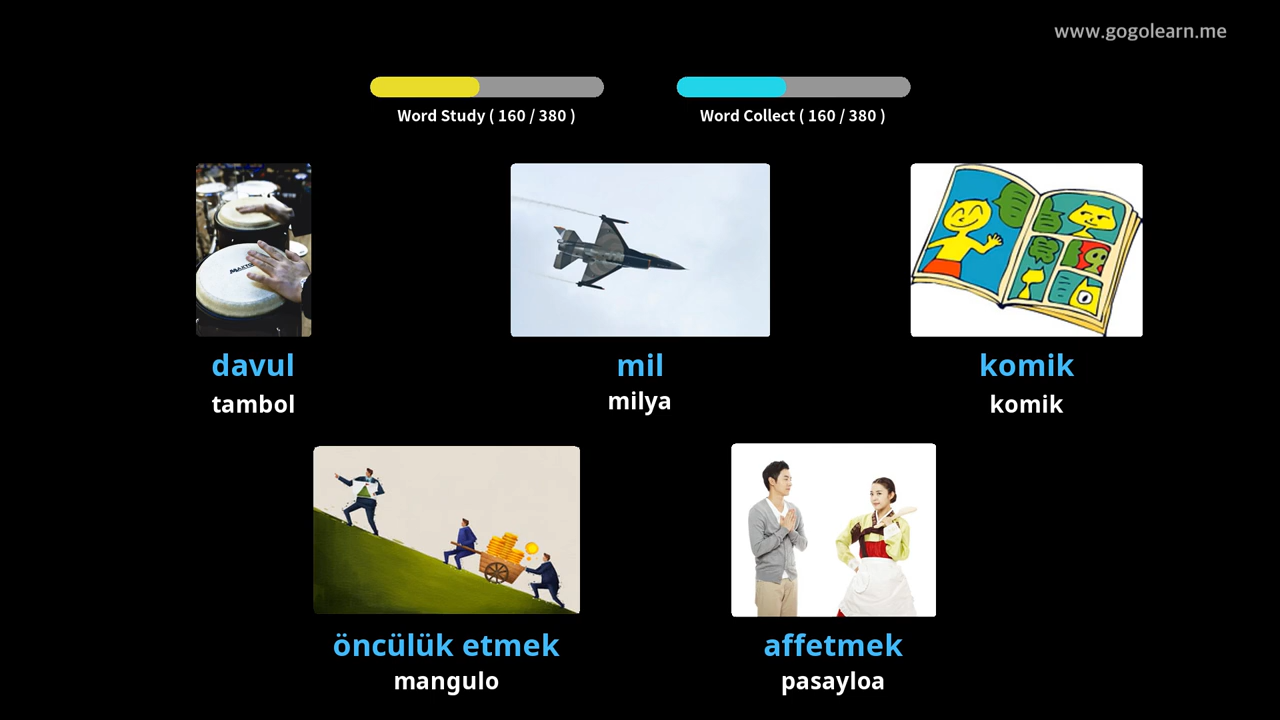 www.gogolearn.me
Word Study ( 160 / 380 )
Word Collect ( 160 / 380 )
davul
tambol
mil
milya
komik
komik
öncülük etmek
mangulo
affetmek
pasayloa